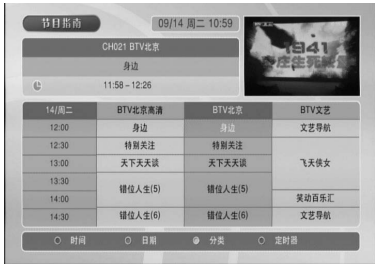 节目指南
09/14 周二 10:59
CH021 BTV北京
身边
11:58 – 12:26
1941
14/周二 BTV北京高清 BTV北京 BTV文艺
12:00 身边 身边 文艺导航
12:30 特别关注 特别关注
13:00 天下天天谈 天下天天谈 飞天侠女
13:30
错位人生(5) 错位人生(5)
14:00 笑动百乐汇
14:30 错位人生(6) 错位人生(6) 文艺导航
时间 日期 分类 定时器